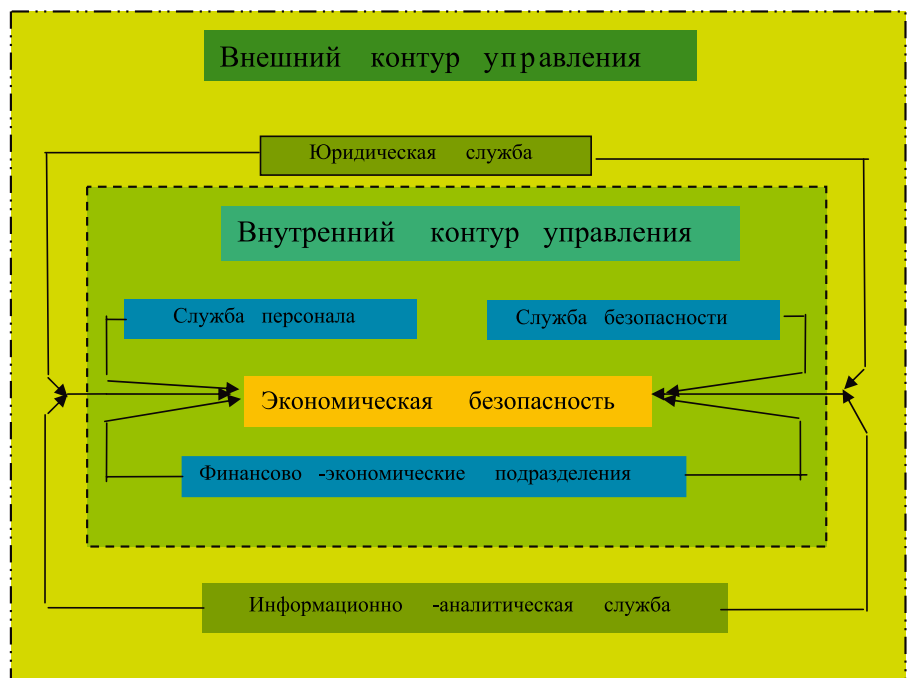 Внешний контур управления
Юридическая служба
Внутренний контур управления
Служба персонала
Служба безопасности
Экономическая безопасность
Финансово -экономические подразделения
Информационно -аналитическая служба